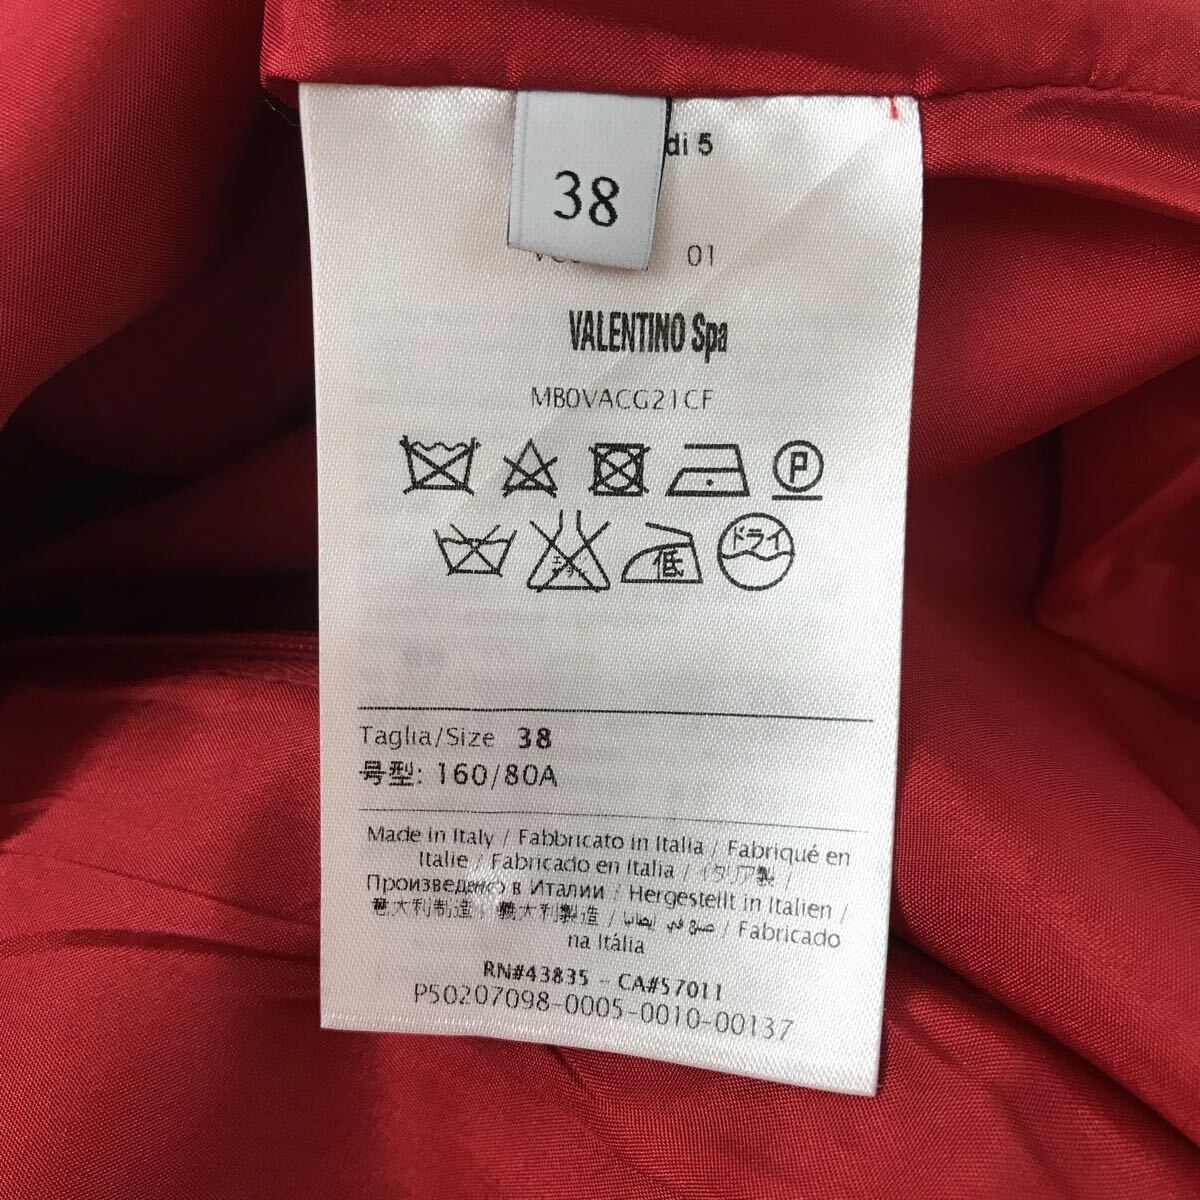 di 5
38
01
VALENTINO Spa
MB0VACG21CF
P
低
ドライ
Taglia/Size 38
号型: 160/80A
Made in Italy / Fabbricato in Italia / Fabriqué en
Italie / Fabricado en Italia / イタリア製 /
Произведено в Италии / Hergestellt in Italien /
意大利制造 / 義大利製造 / صنع في إيطاليا / Fabricado
na Itália
RN#43835 - CA#57011
P50207098-0005-0010-00137